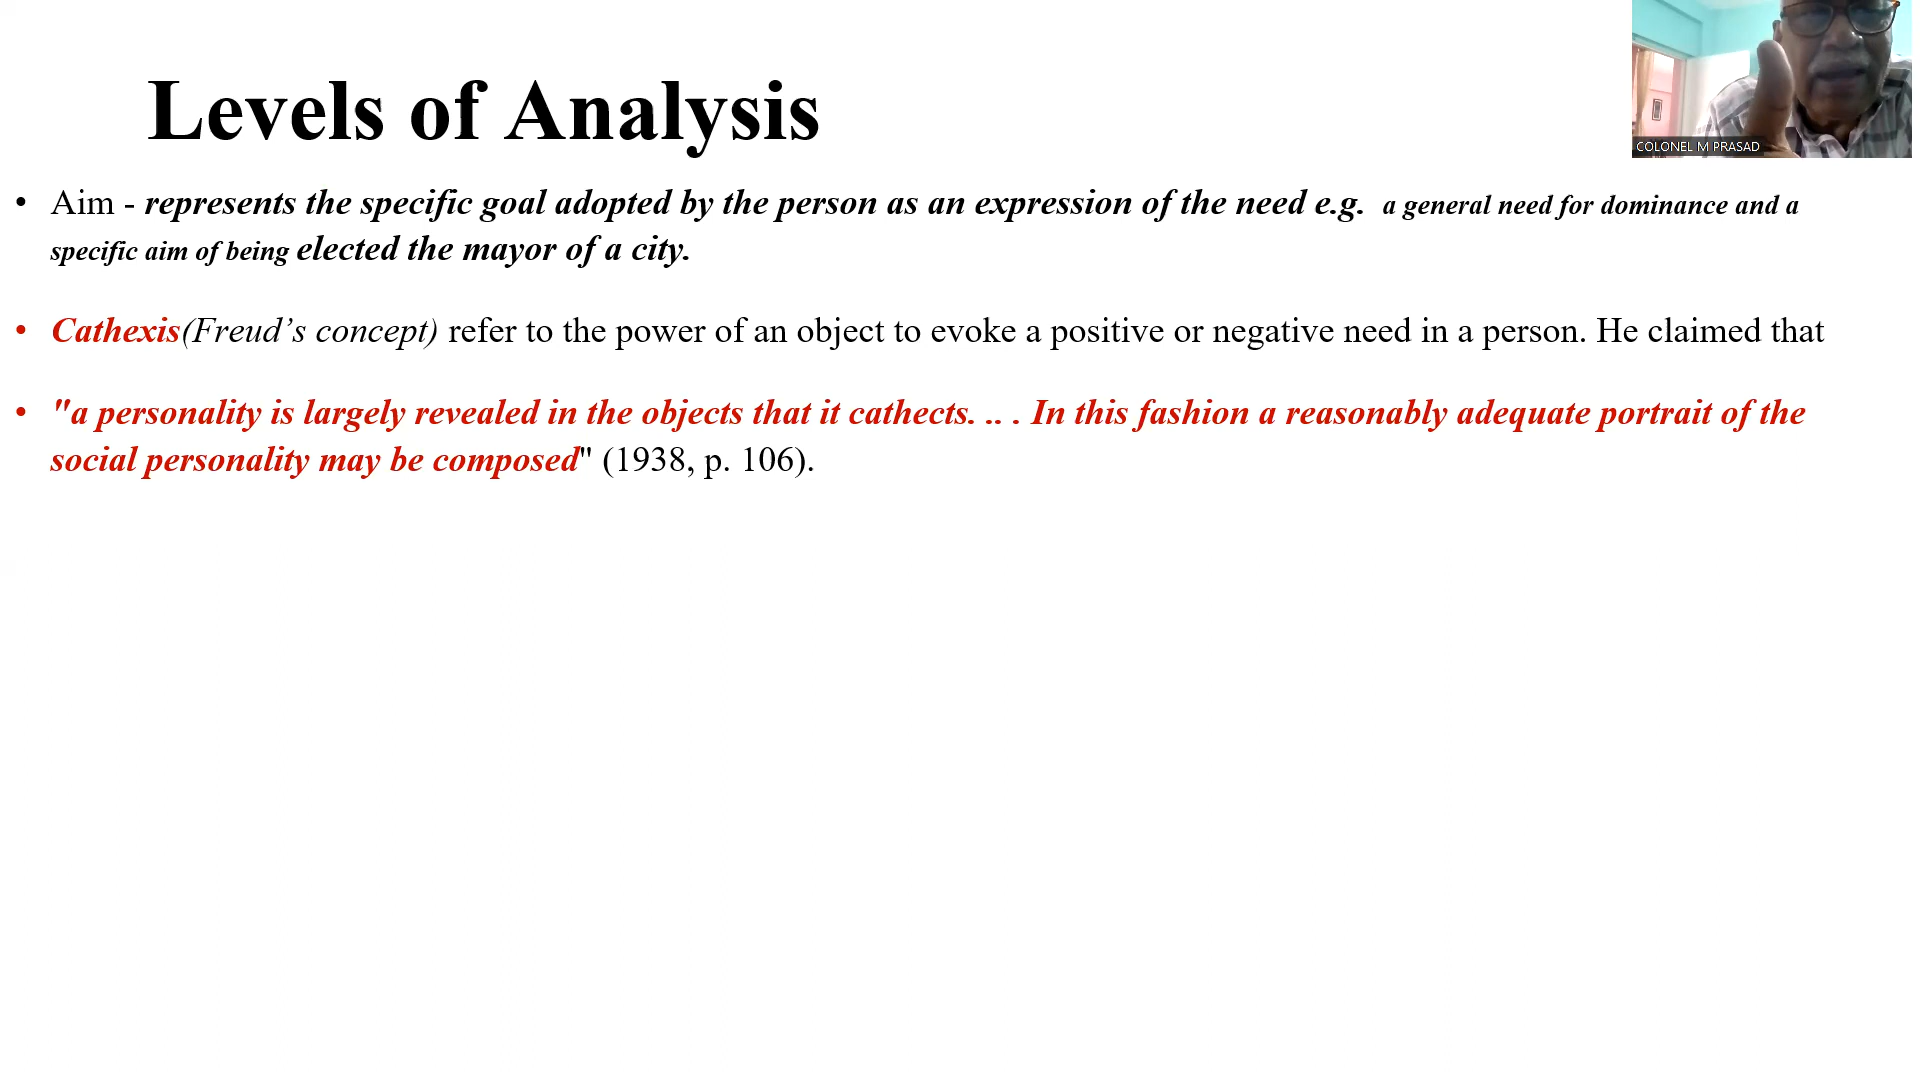 Levels of Analysis
COLONEL M PRASAD
• Aim - represents the specific goal adopted by the person as an expression of the need e.g. a general need for dominance and a
specific aim of being elected the mayor of a city.
• Cathexis(Freud’s concept) refer to the power of an object to evoke a positive or negative need in a person. He claimed that
• "a personality is largely revealed in the objects that it cathects. .. . In this fashion a reasonably adequate portrait of the
social personality may be composed" (1938, p. 106).